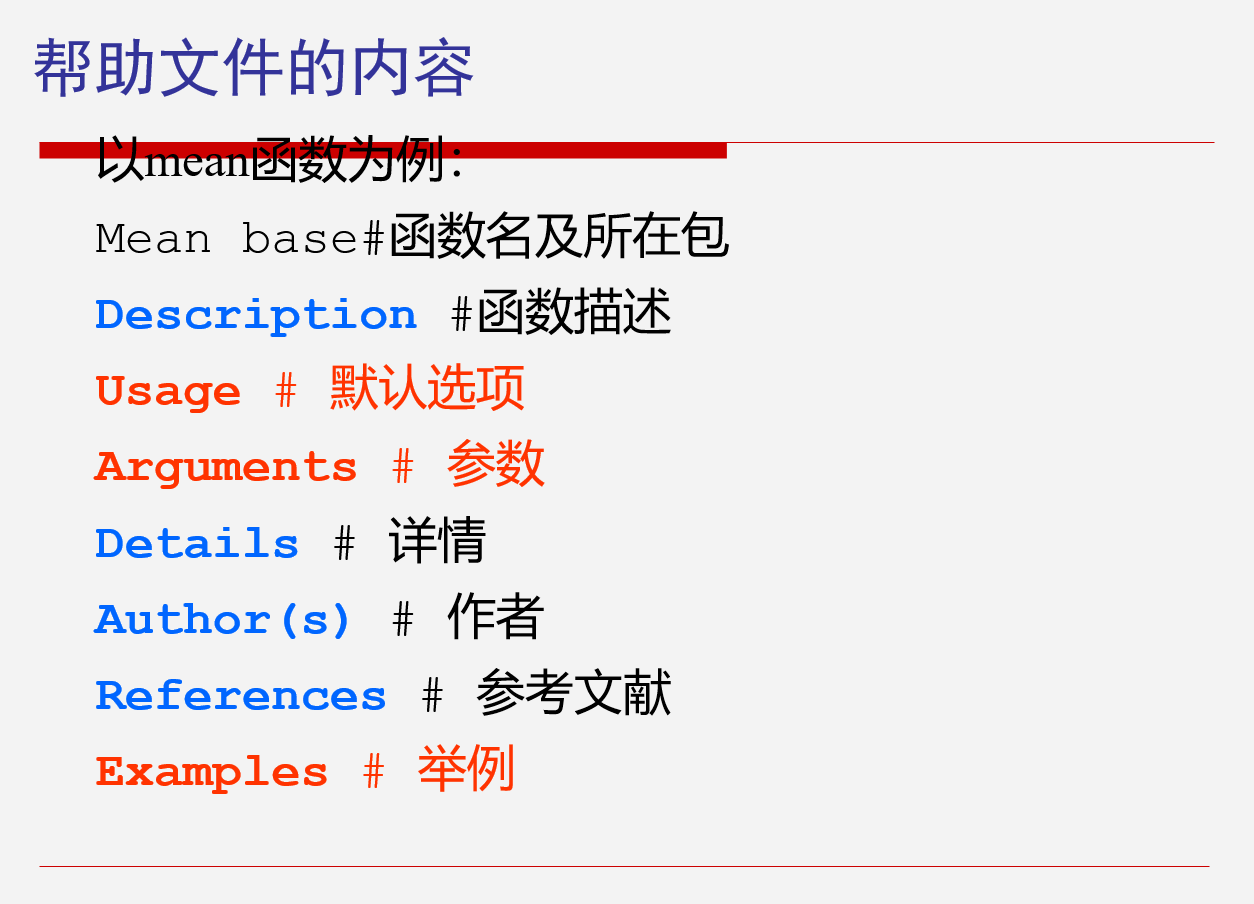 帮助文件的内容
以mean函数为例：
Mean base#函数名及所在包
Description #函数描述
Usage # 默认选项
Arguments # 参数
Details # 详情
Author(s) # 作者
References # 参考文献
Examples # 举例